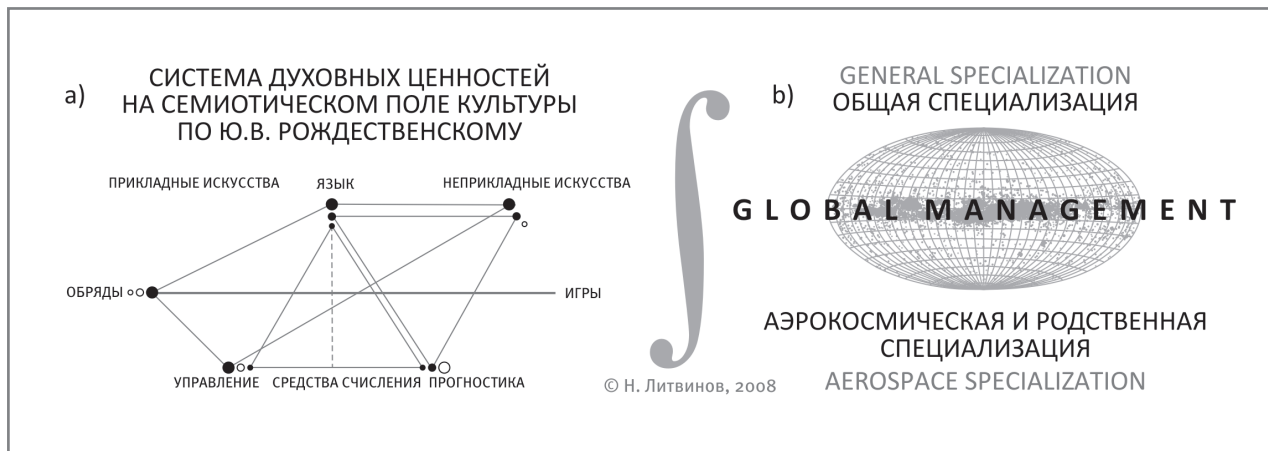 а)
СИСТЕМА ДУХОВНЫХ ЦЕННОСТЕЙ
НА СЕМИОТИЧЕСКОМ ПОЛЕ КУЛЬТУРЫ
ПО Ю.В. РОЖДЕСТВЕНСКОМУ
ПРИКЛАДНЫЕ ИСКУССТВА
ЯЗЫК
НЕПРИКЛАДНЫЕ ИСКУССТВА
ОБРЯДЫ
ИГРЫ
УПРАВЛЕНИЕ
СРЕДСТВА СЧИСЛЕНИЯ
ПРОГНОСТИКА
∫
© Н. Литвинов, 2008
b)
GENERAL SPECIALIZATION
ОБЩАЯ СПЕЦИАЛИЗАЦИЯ
GLOBAL MANAGEMENT
АЭРОКОСМИЧЕСКАЯ И РОДСТВЕННАЯ
СПЕЦИАЛИЗАЦИЯ
AEROSPACE SPECIALIZATION